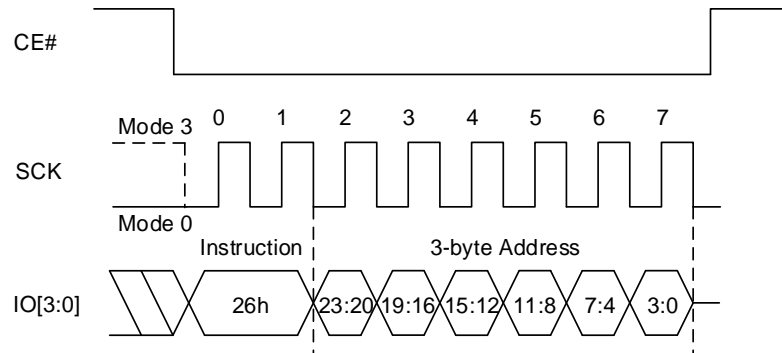 CE#
Mode 3
0 1 2 3 4 5 6 7
SCK
Mode 0
Instruction 3-byte Address
IO[3:0] 26h 23:20 19:16 15:12 11:8 7:4 3:0